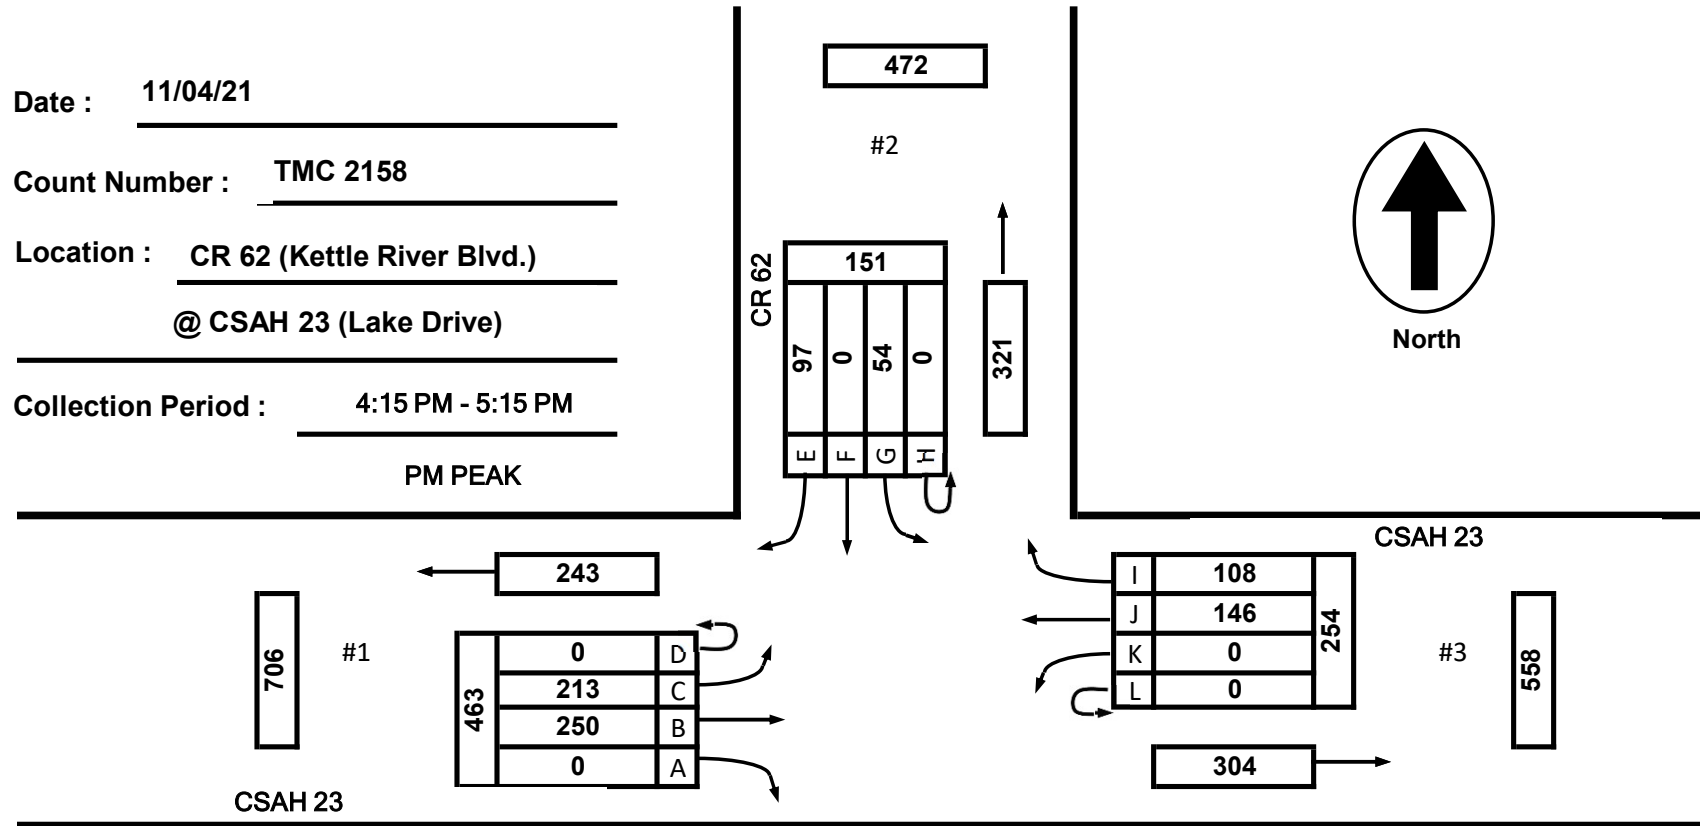 Date : 11/04/21
Count Number : TMC 2158
Location : CR 62 (Kettle River Blvd.)
@ CSAH 23 (Lake Drive)
Collection Period : 4:15 PM - 5:15 PM
PM PEAK
472
#2
CR 62
151
97 0 54 0
E F G H
321
North
CSAH 23
243
706
#1
463
0 D
213 C
250 B
0 A
CSAH 23
I 108
J 146
K 0
L 0
254
#3
558
304